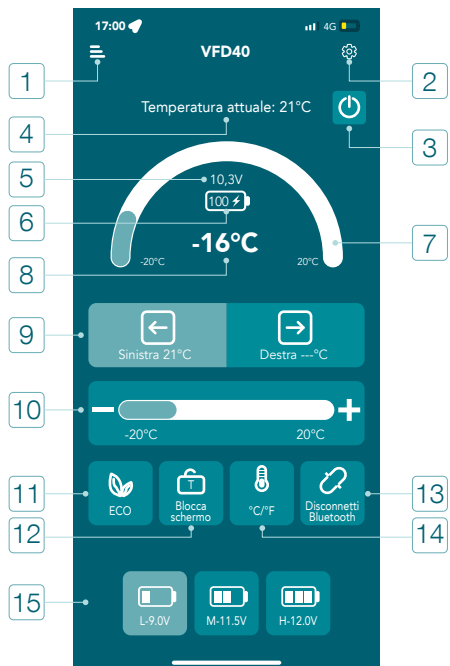 17:00 4G
VFD40
1
2
Temperatura attuale: 21°C
3
4
5
10,3V
6
100
-16°C
7
8
-20°C 20°C
9
Sinistra 21°C Destra ---°C
10
-20°C 20°C
11
ECO
T
Blocca
schermo
°C/°F
Disconnetti
Bluetooth
13
12
14
15
L-9.0V M-11.5V H-12.0V